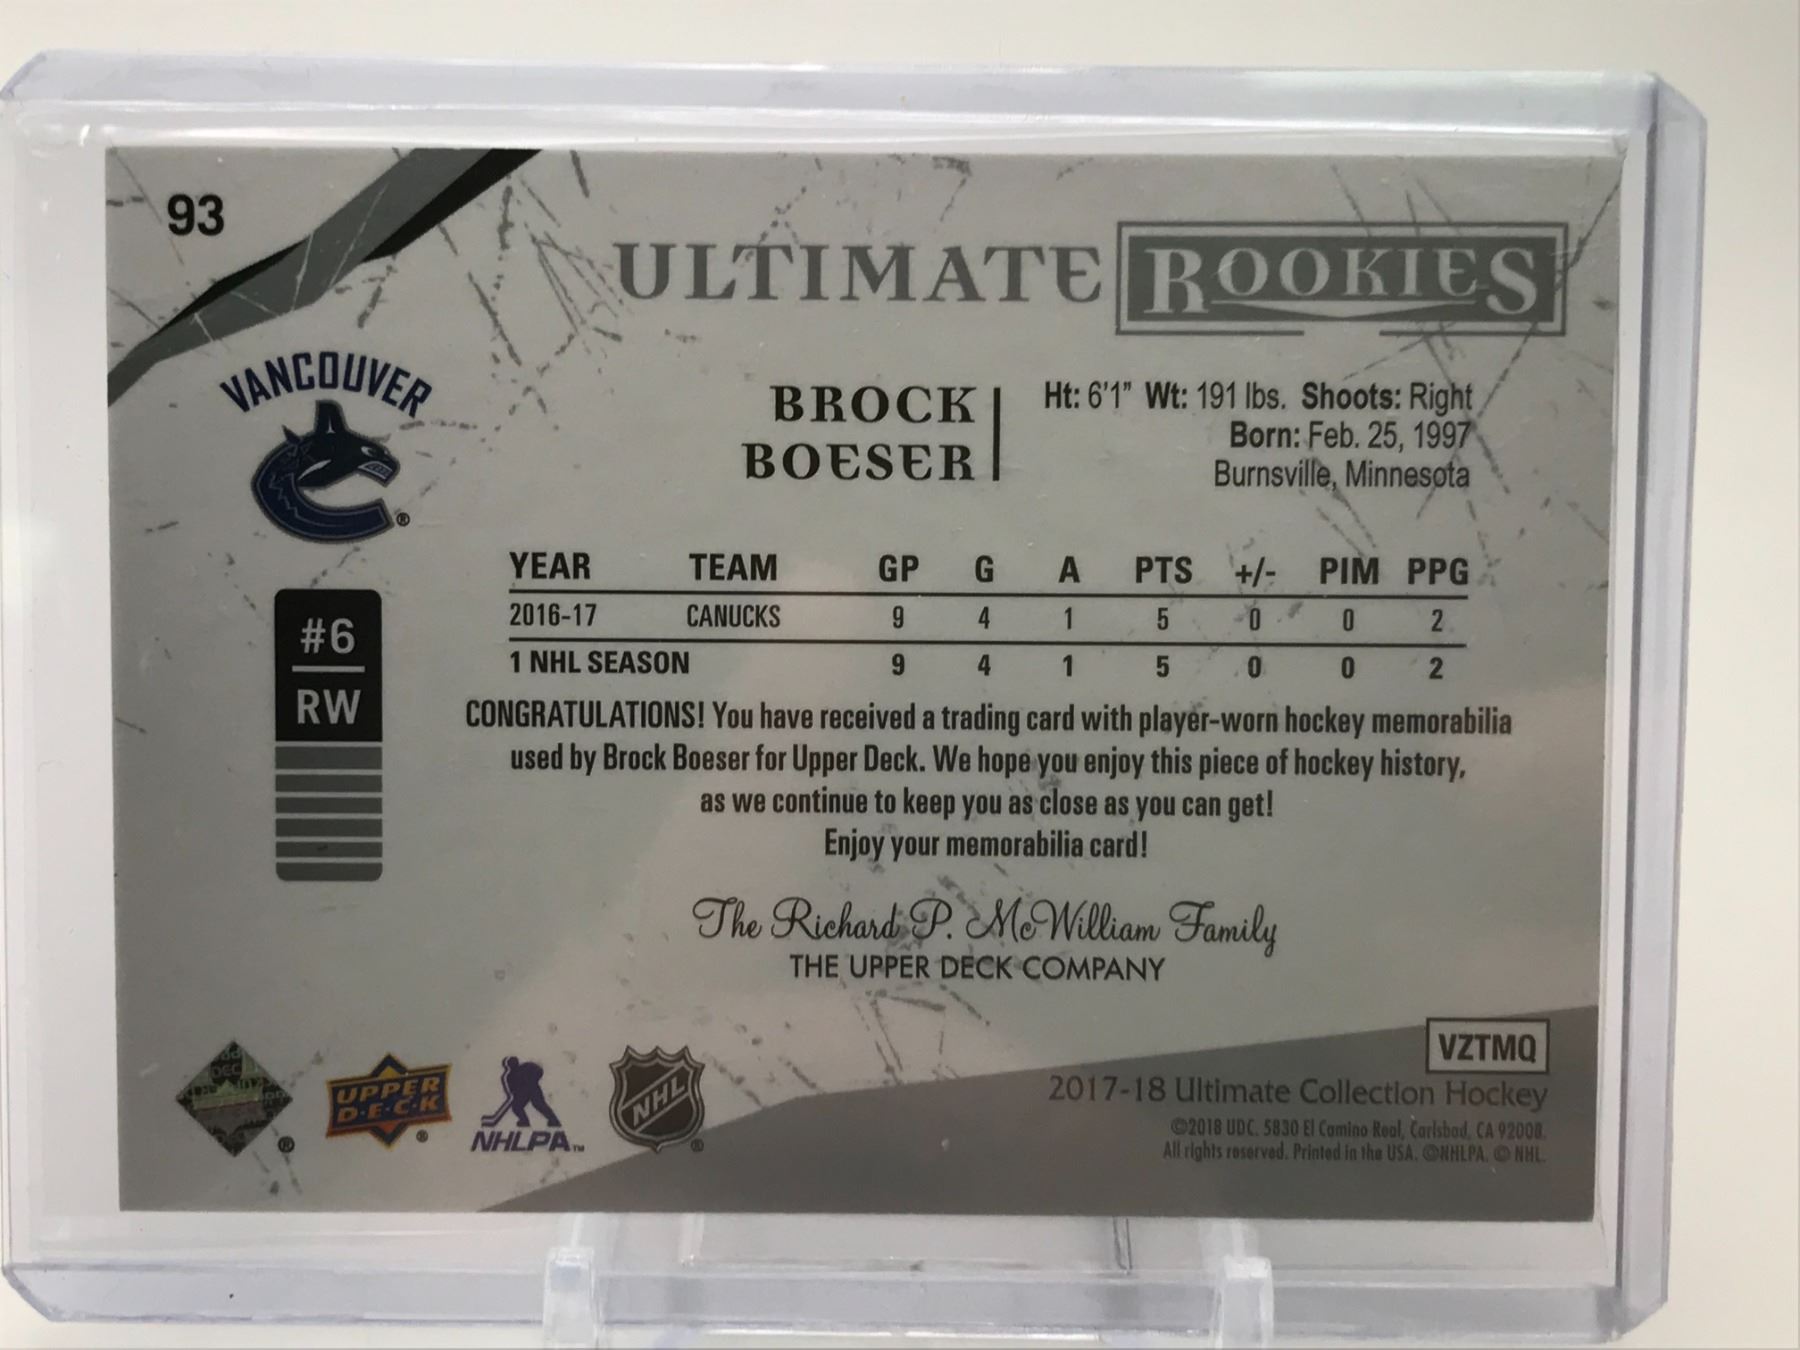 93
ULTIMATE ROOKIES
VANCOUVER
®
BROCK
BOESER
Ht: 6'1" Wt: 191 lbs. Shoots: Right
Born: Feb. 25, 1997
Burnsville, Minnesota
#6
RW
YEAR TEAM GP G A PTS +/- PIM PPG
2016-17 CANUCKS 9 4 1 5 0 0 2
1 NHL SEASON 9 4 1 5 0 0 2
CONGRATULATIONS! You have received a trading card with player-worn hockey memorabilia
used by Brock Boeser for Upper Deck. We hope you enjoy this piece of hockey history,
as we continue to keep you as close as you can get!
Enjoy your memorabilia card!
The Richard P. McWilliam Family
THE UPPER DECK COMPANY
®
UPPER
D·E·C·K
®
NHLPA™
NHL
®
VZTMQ
2017-18 Ultimate Collection Hockey
©2018 UDC. 5830 El Camino Real, Carlsbad, CA 92008.
All rights reserved. Printed in the USA. ©NHLPA. © NHL.